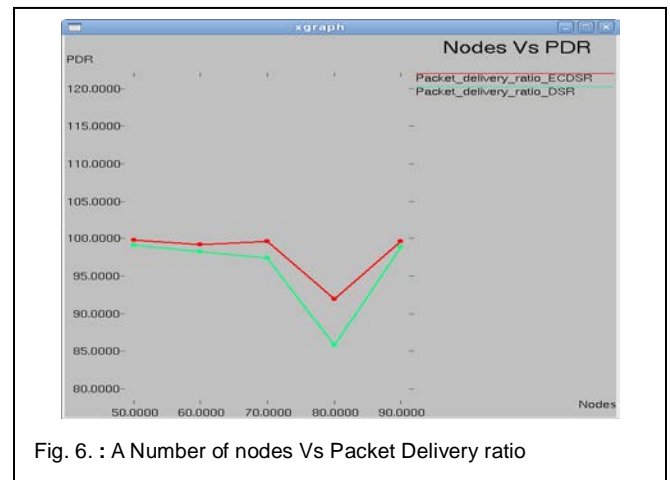 xgraph
Nodes Vs PDR
PDR
Packet_delivery_ratio_ECDSR
Packet_delivery_ratio_DSR
120.0000
115.0000
110.0000
105.0000
100.0000
95.0000
90.0000
85.0000
80.0000
50.0000 60.0000 70.0000 80.0000 90.0000
Nodes
Fig. 6. : A Number of nodes Vs Packet Delivery ratio